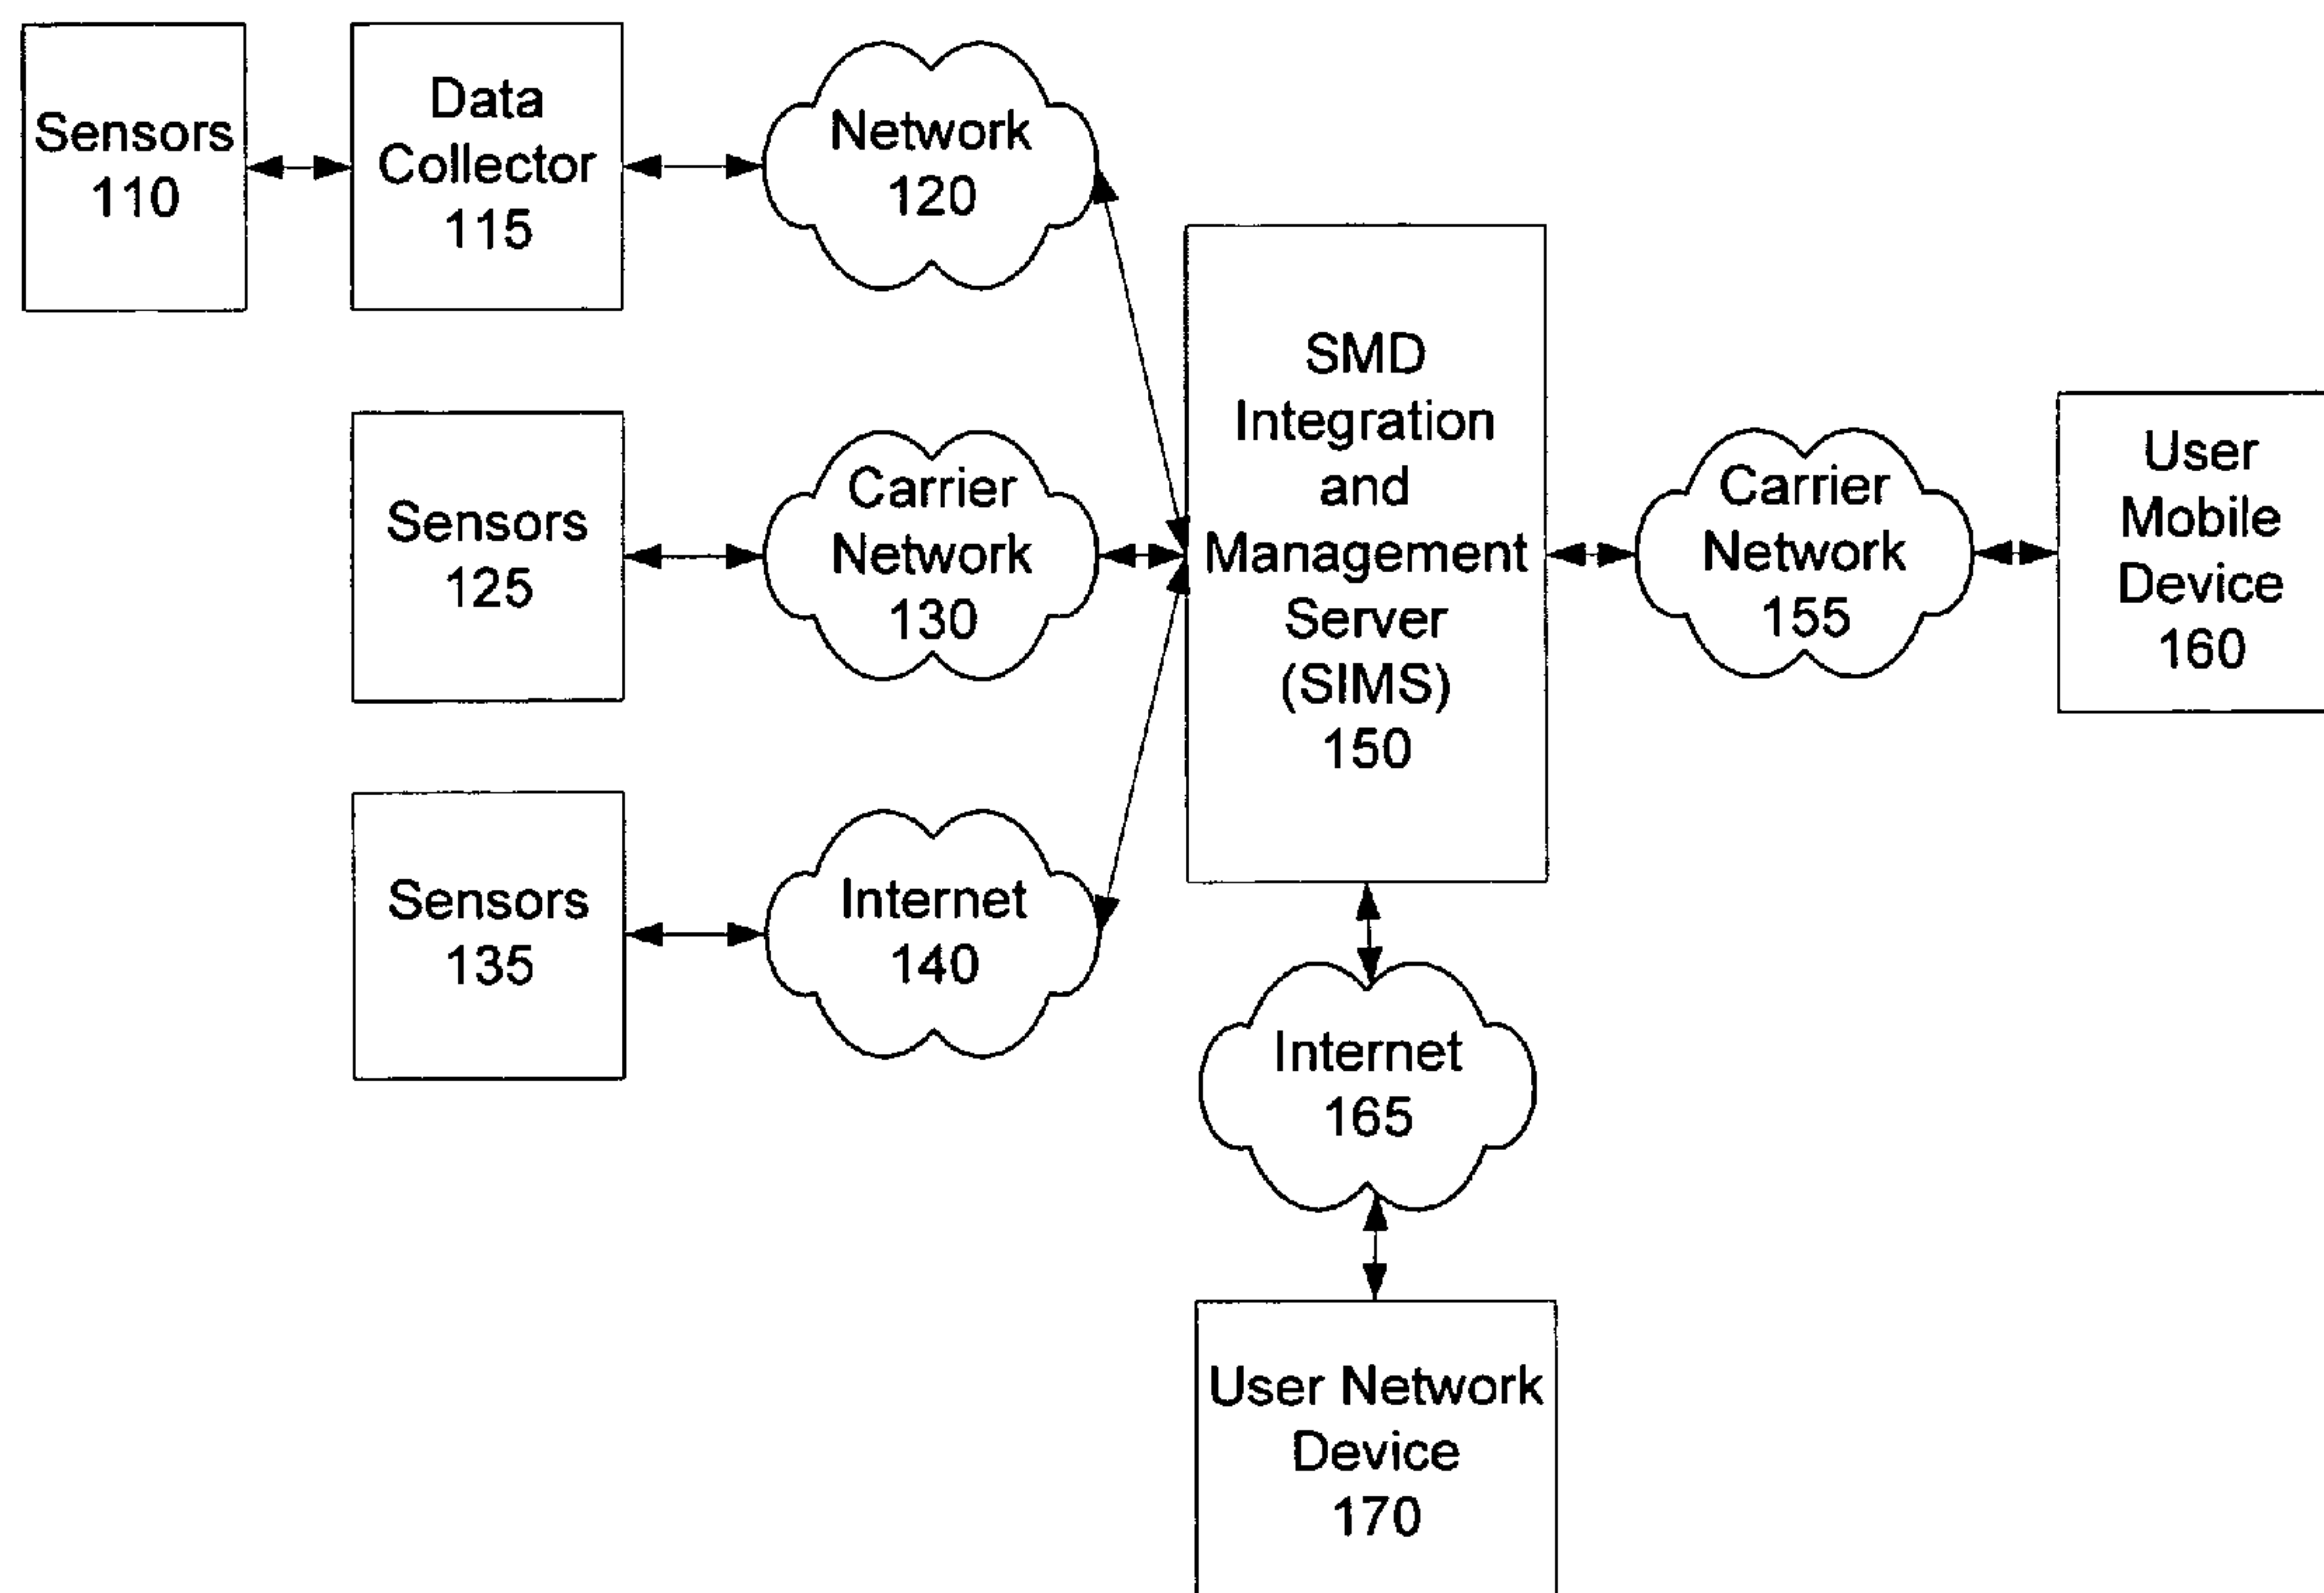 Sensors
110
Data
Collector
115
Network
120
Sensors
125
Carrier
Network
130
Sensors
135
Internet
140
SMD
Integration
and
Management
Server
(SIMS)
150
Carrier
Network
155
User
Mobile
Device
160
Internet
165
User Network
Device
170